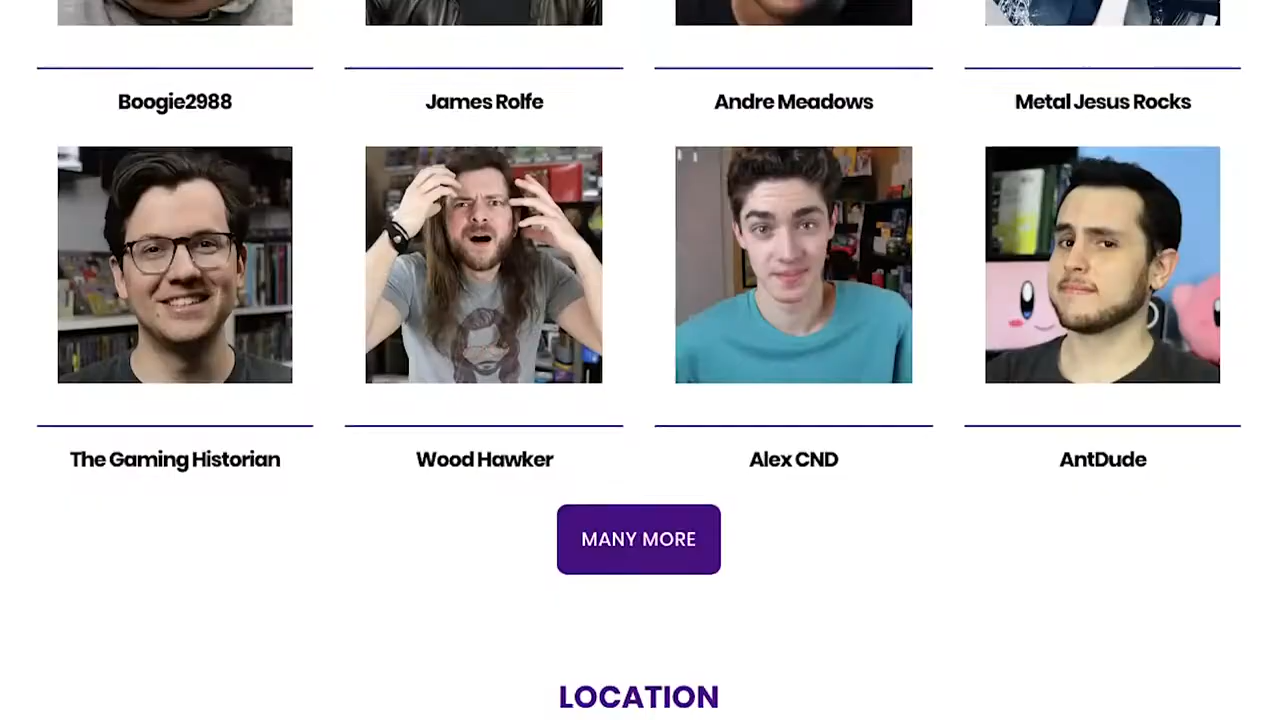 Boogie2988
James Rolfe
Andre Meadows
Metal Jesus Rocks
The Gaming Historian
Wood Hawker
Alex CND
AntDude
MANY MORE
LOCATION